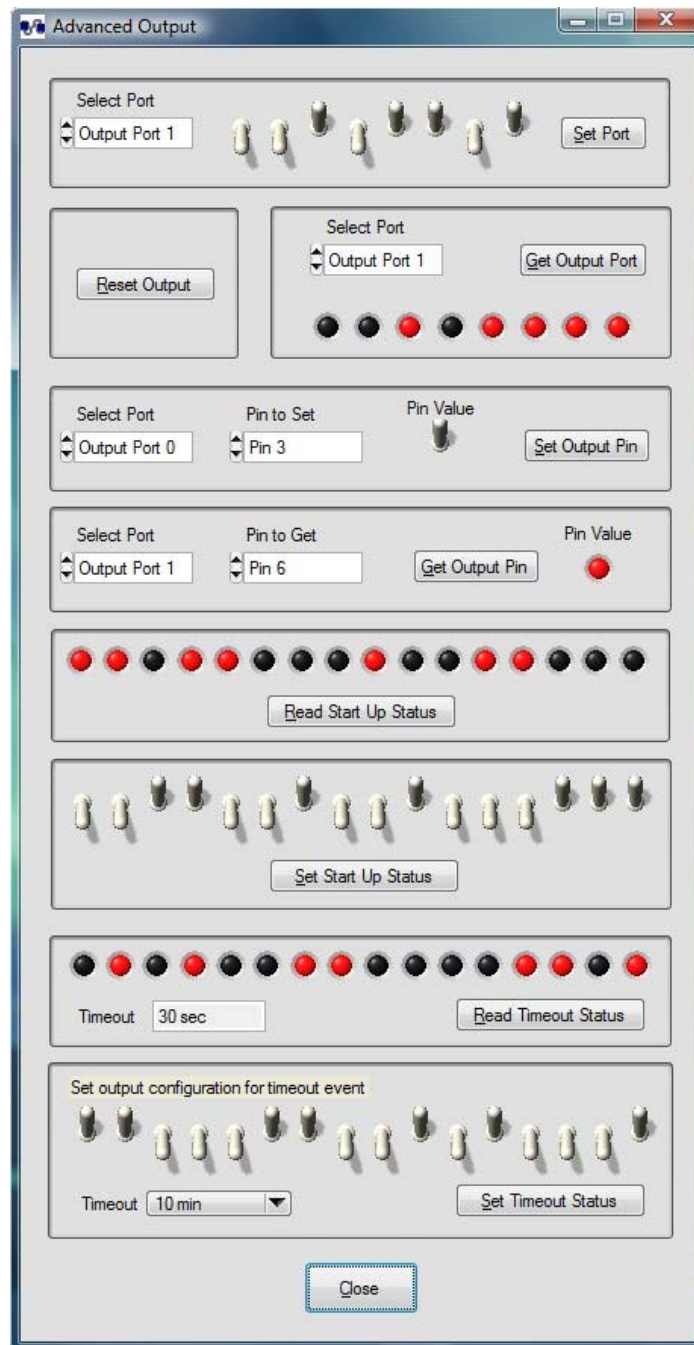 Advanced Output
Select Port
Output Port 1
Set Port
Reset Output
Select Port
Output Port 1
Get Output Port
Select Port
Pin to Set
Pin Value
Output Port 0
Pin 3
Set Output Pin
Select Port
Pin to Get
Pin Value
Output Port 1
Pin 6
Get Output Pin
Read Start Up Status
Set Start Up Status
Timeout
30 sec
Read Timeout Status
Set output configuration for timeout event
Timeout
10 min
Set Timeout Status
Close